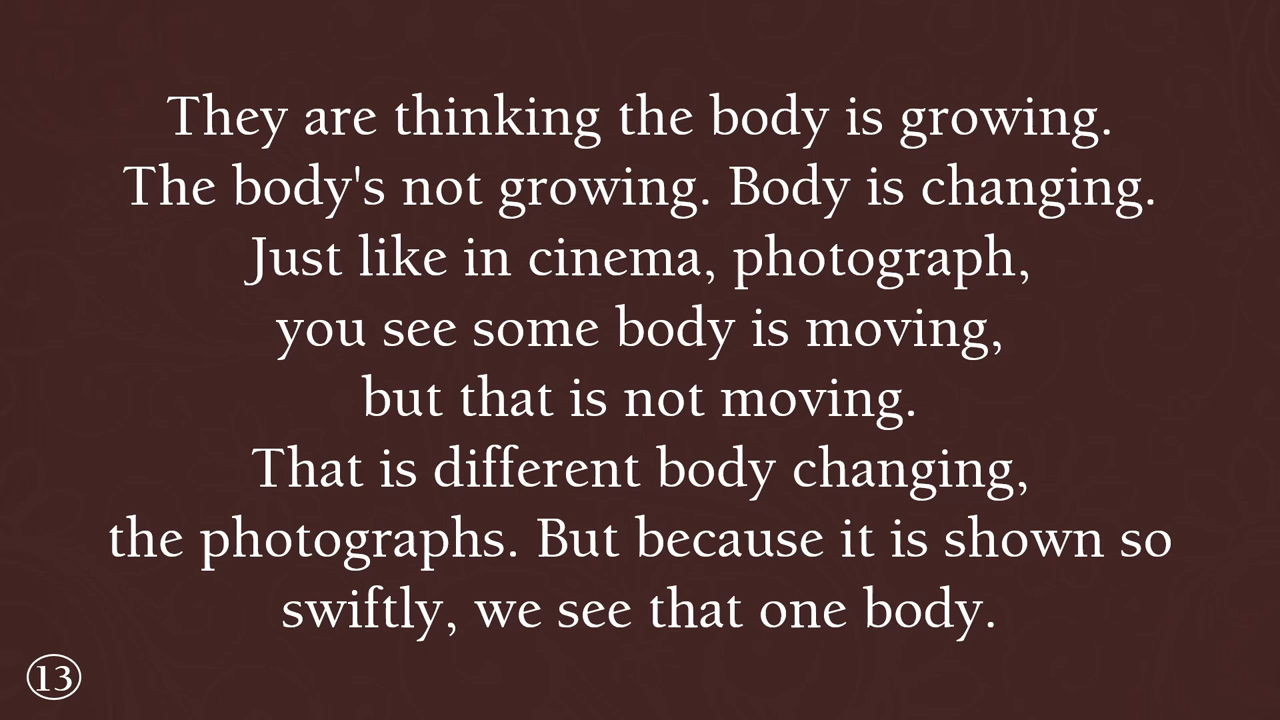 They are thinking the body is growing.
The body's not growing. Body is changing.
Just like in cinema, photograph,
you see some body is moving,
but that is not moving.
That is different body changing,
the photographs. But because it is shown so
swiftly, we see that one body.
13